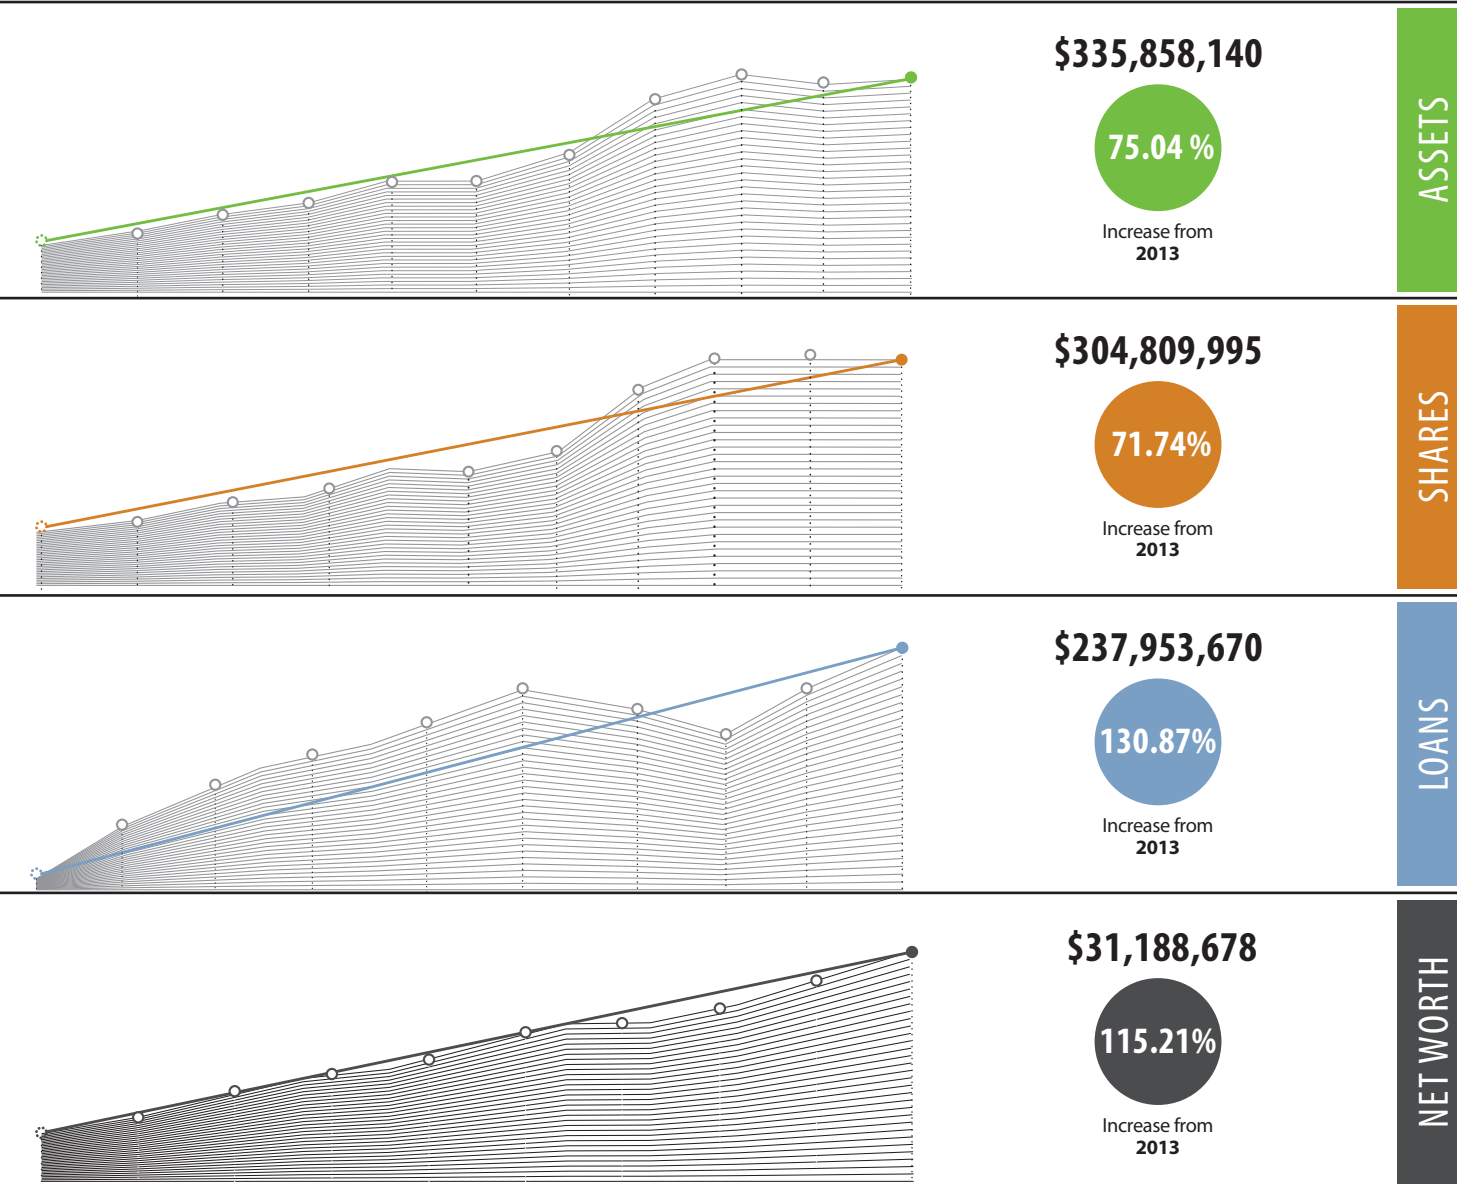 $335,858,140
75.04 %
Increase from
2013
ASSETS
$304,809,995
71.74%
Increase from
2013
SHARES
$237,953,670
130.87%
Increase from
2013
LOANS
$31,188,678
115.21%
Increase from
2013
NET WORTH